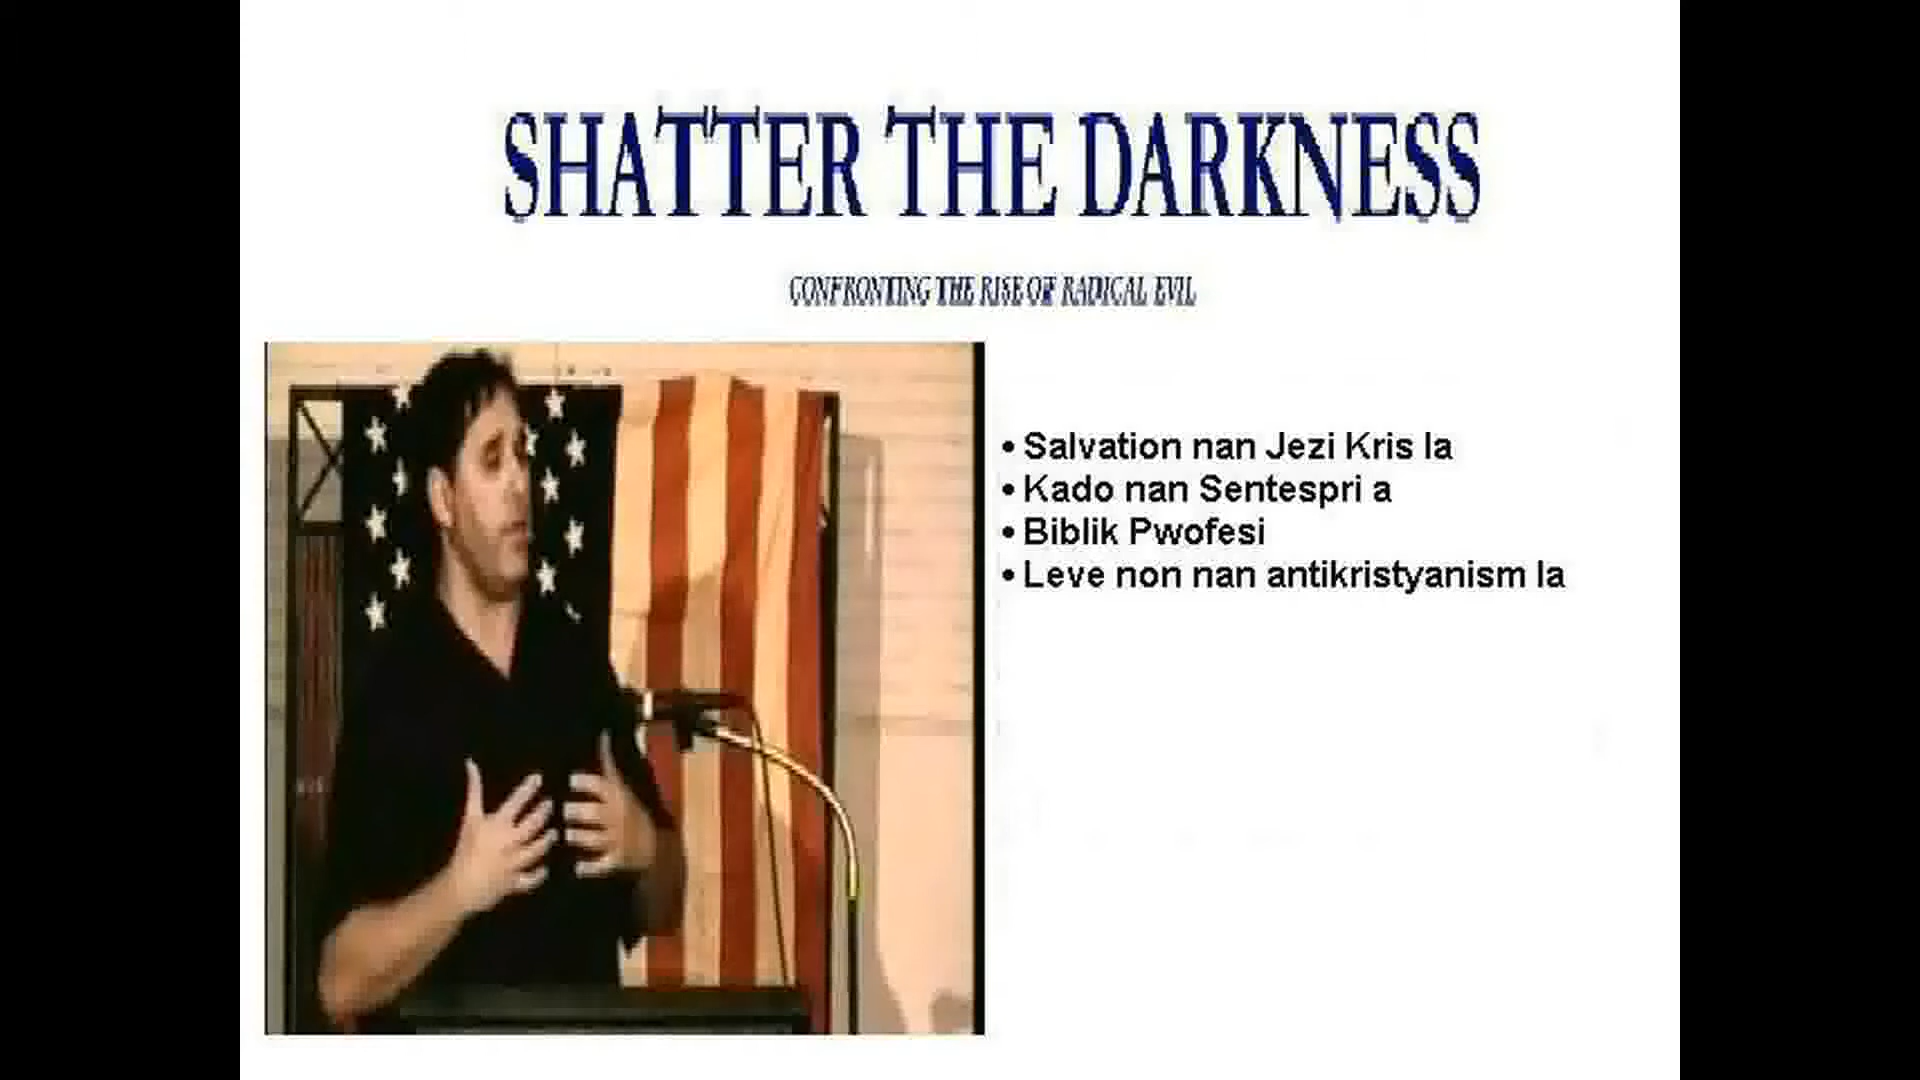 SHATTER THE DARKNESS
CONFRONTING THE RISE OF RADICAL EVIL
• Salvation nan Jezi Kris la
• Kado nan Sentespri a
• Biblik Pwofesi
• Leve non nan antikristyanism la